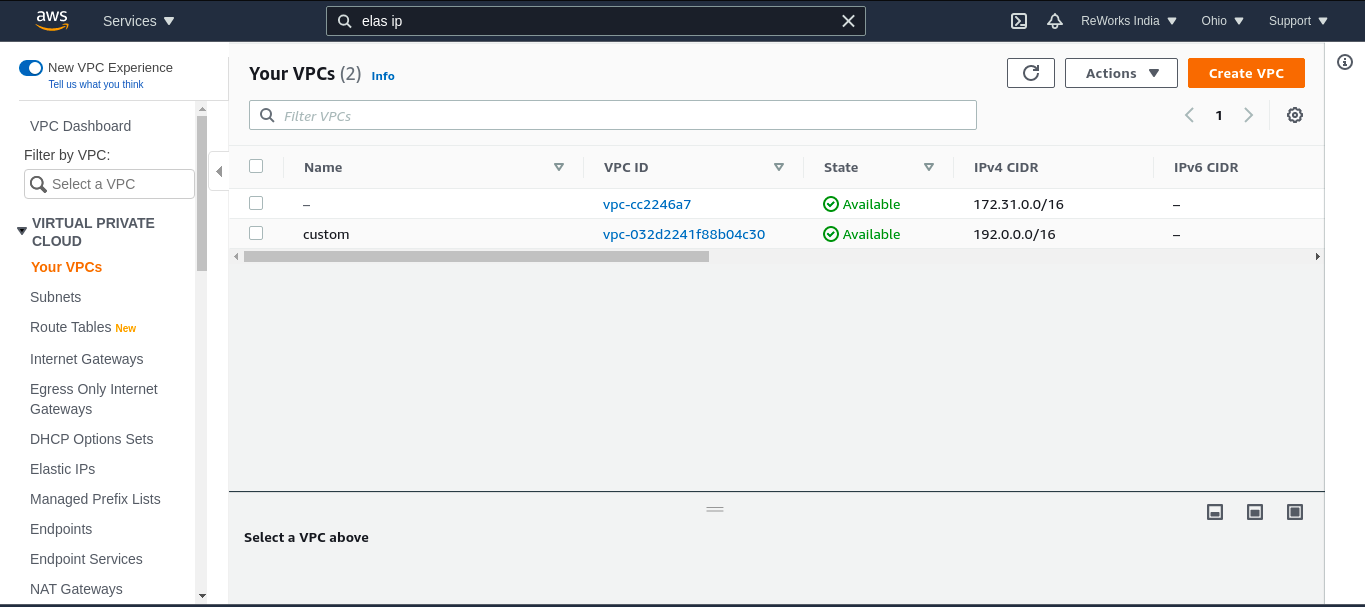 aws Services elas ip ReWorks India Ohio Support
New VPC Experience
Tell us what you think
VPC Dashboard
Filter by VPC:
Select a VPC
VIRTUAL PRIVATE
CLOUD
Your VPCs
Subnets
Route Tables New
Internet Gateways
Egress Only Internet
Gateways
DHCP Options Sets
Elastic IPs
Managed Prefix Lists
Endpoints
Endpoint Services
NAT Gateways
Your VPCs (2) Info Actions Create VPC
Filter VPCs 1
Name VPC ID State IPv4 CIDR IPv6 CIDR
– vpc-cc2246a7 Available 172.31.0.0/16 –
custom vpc-032d2241f88b04c30 Available 192.0.0.0/16 –
Select a VPC above